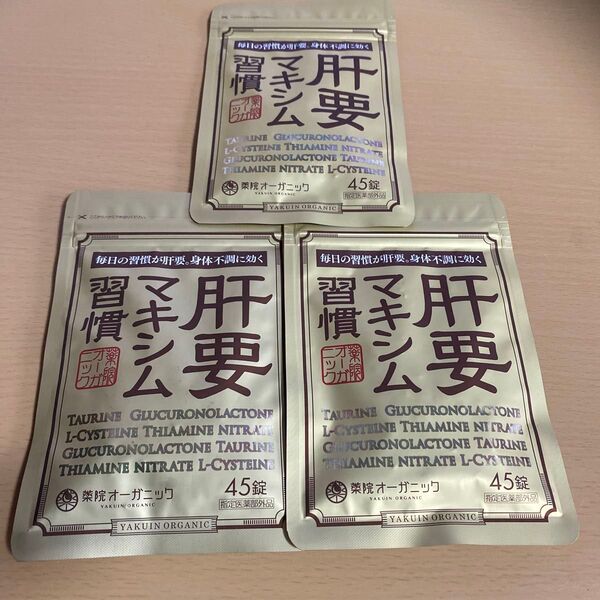 毎日の習慣が肝要。身体不調に効く
肝要
マキシム
習慣
薬院オーガニック
TAURINE GLUCURONOLACTONE
L-CYSTEINE THIAMINE NITRATE
GLUCURONOLACTONE TAURINE
THIAMINE NITRATE L-CYSTEINE
薬院オーガニック
YAKUIN ORGANIC
45錠
指定医薬部外品
YAKUIN ORGANIC
毎日の習慣が肝要。身体不調に効く
肝要
マキシム
習慣
薬院オーガニック
TAURINE GLUCURONOLACTONE
L-CYSTEINE THIAMINE NITRATE
GLUCURONOLACTONE TAURINE
THIAMINE NITRATE L-CYSTEINE
薬院オーガニック
YAKUIN ORGANIC
45錠
指定医薬部外品
YAKUIN ORGANIC
毎日の習慣が肝要。身体不調に効く
肝要
マキシム
習慣
薬院オーガニック
TAURINE GLUCURONOLACTONE
L-CYSTEINE THIAMINE NITRATE
GLUCURONOLACTONE TAURINE
THIAMINE NITRATE L-CYSTEINE
薬院オーガニック
YAKUIN ORGANIC
45錠
指定医薬部外品
YAKUIN ORGANIC